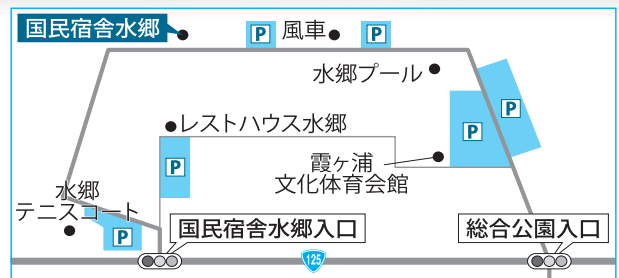 国民宿舎水郷
P
風車
P
水郷プール
P
P
レストハウス水郷
P
霞ヶ浦
文化体育会館
水郷
テニスコート
P
国民宿舎水郷入口
総合公園入口
125